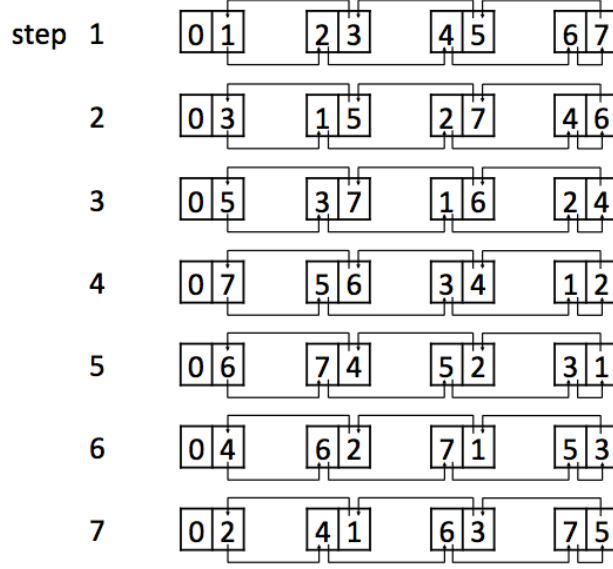 step 1 0 1 2 3 4 5 6 7
2 0 3 1 5 2 7 4 6
3 0 5 3 7 1 6 2 4
4 0 7 5 6 3 4 1 2
5 0 6 7 4 5 2 3 1
6 0 4 6 2 7 1 5 3
7 0 2 4 1 6 3 7 5